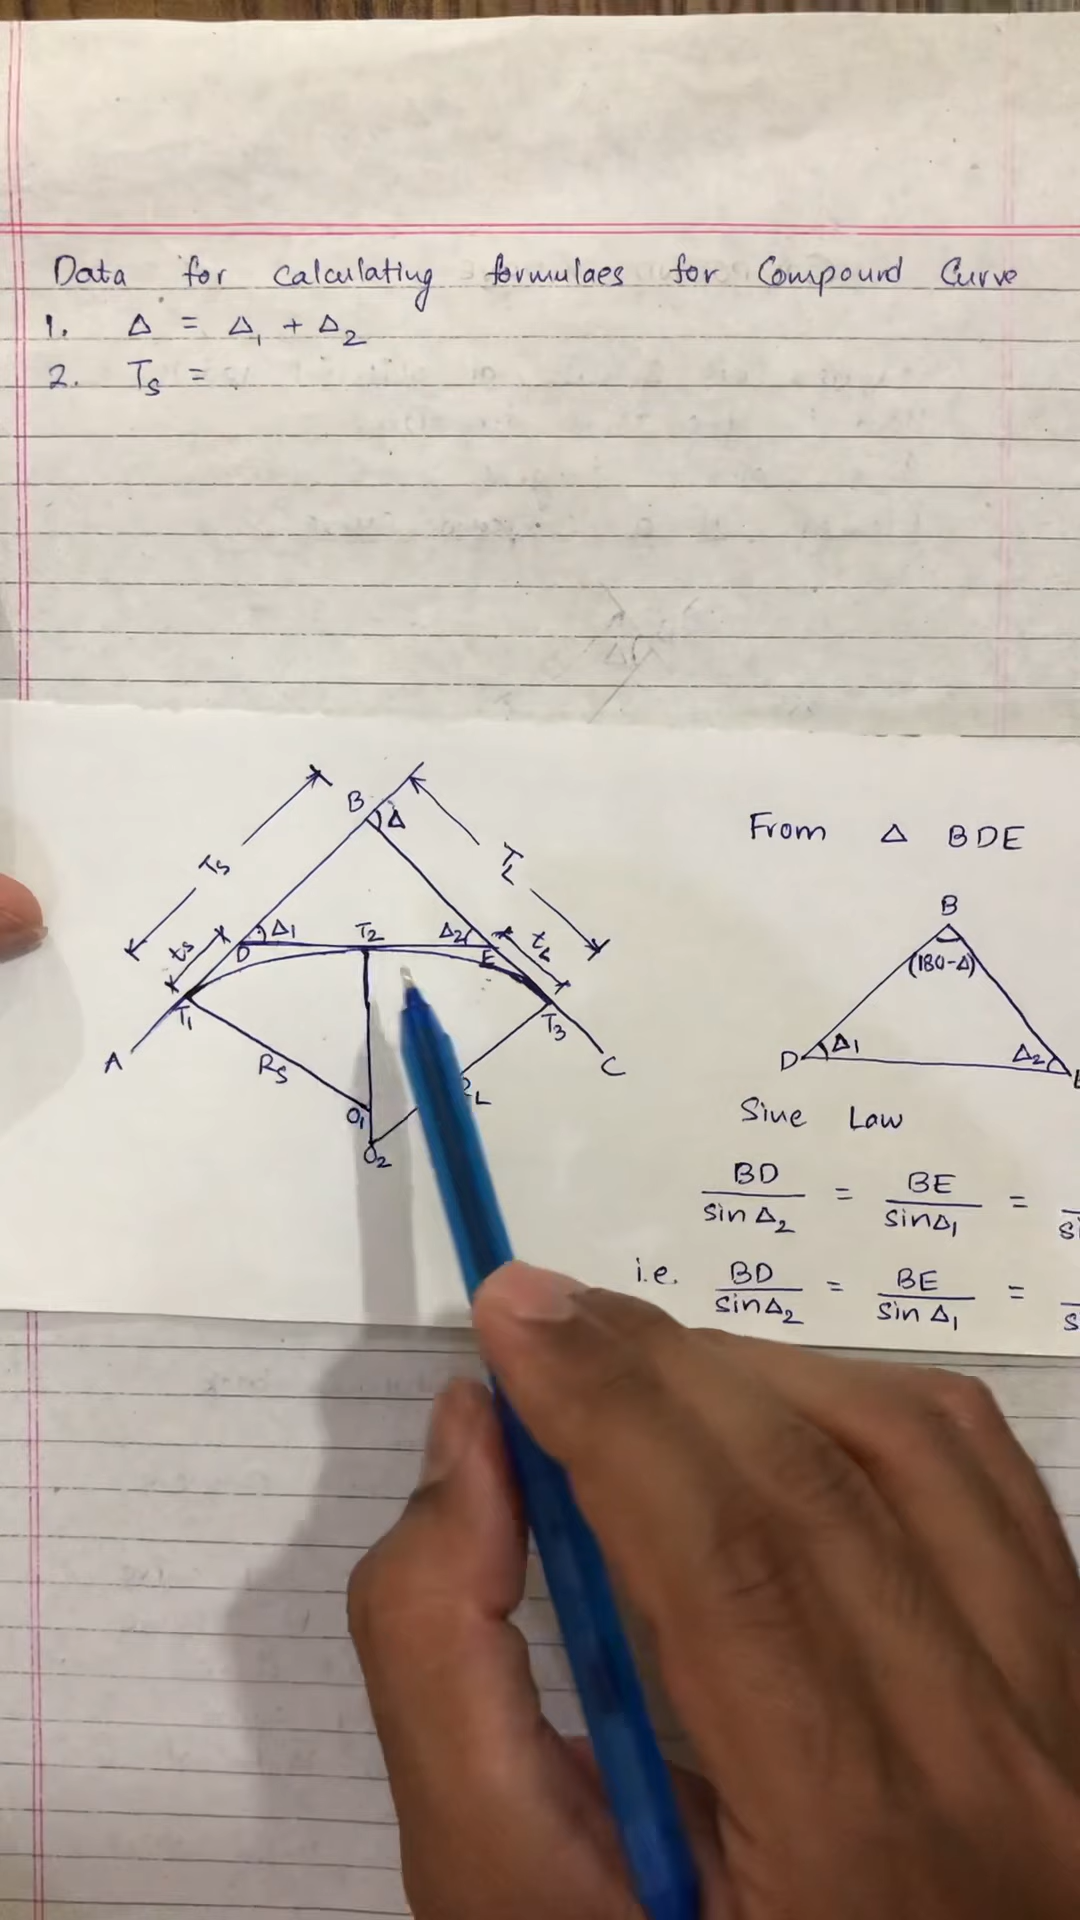 Data for calculating formulaes for Compound Curve
1. Δ = Δ₁ + Δ₂
2. Ts =
B
Δ
Ts
TL
Δ1
T2
Δ2
ts
D
E
tL
T1
T3
A
Rs
C
O1
L
O2
From Δ BDE
B
(180-Δ)
D
Δ1
Δ2
Sine Law
BD/sin Δ₂ = BE/sin Δ₁ =
i.e. BD/sin Δ₂ = BE/sin Δ₁ =